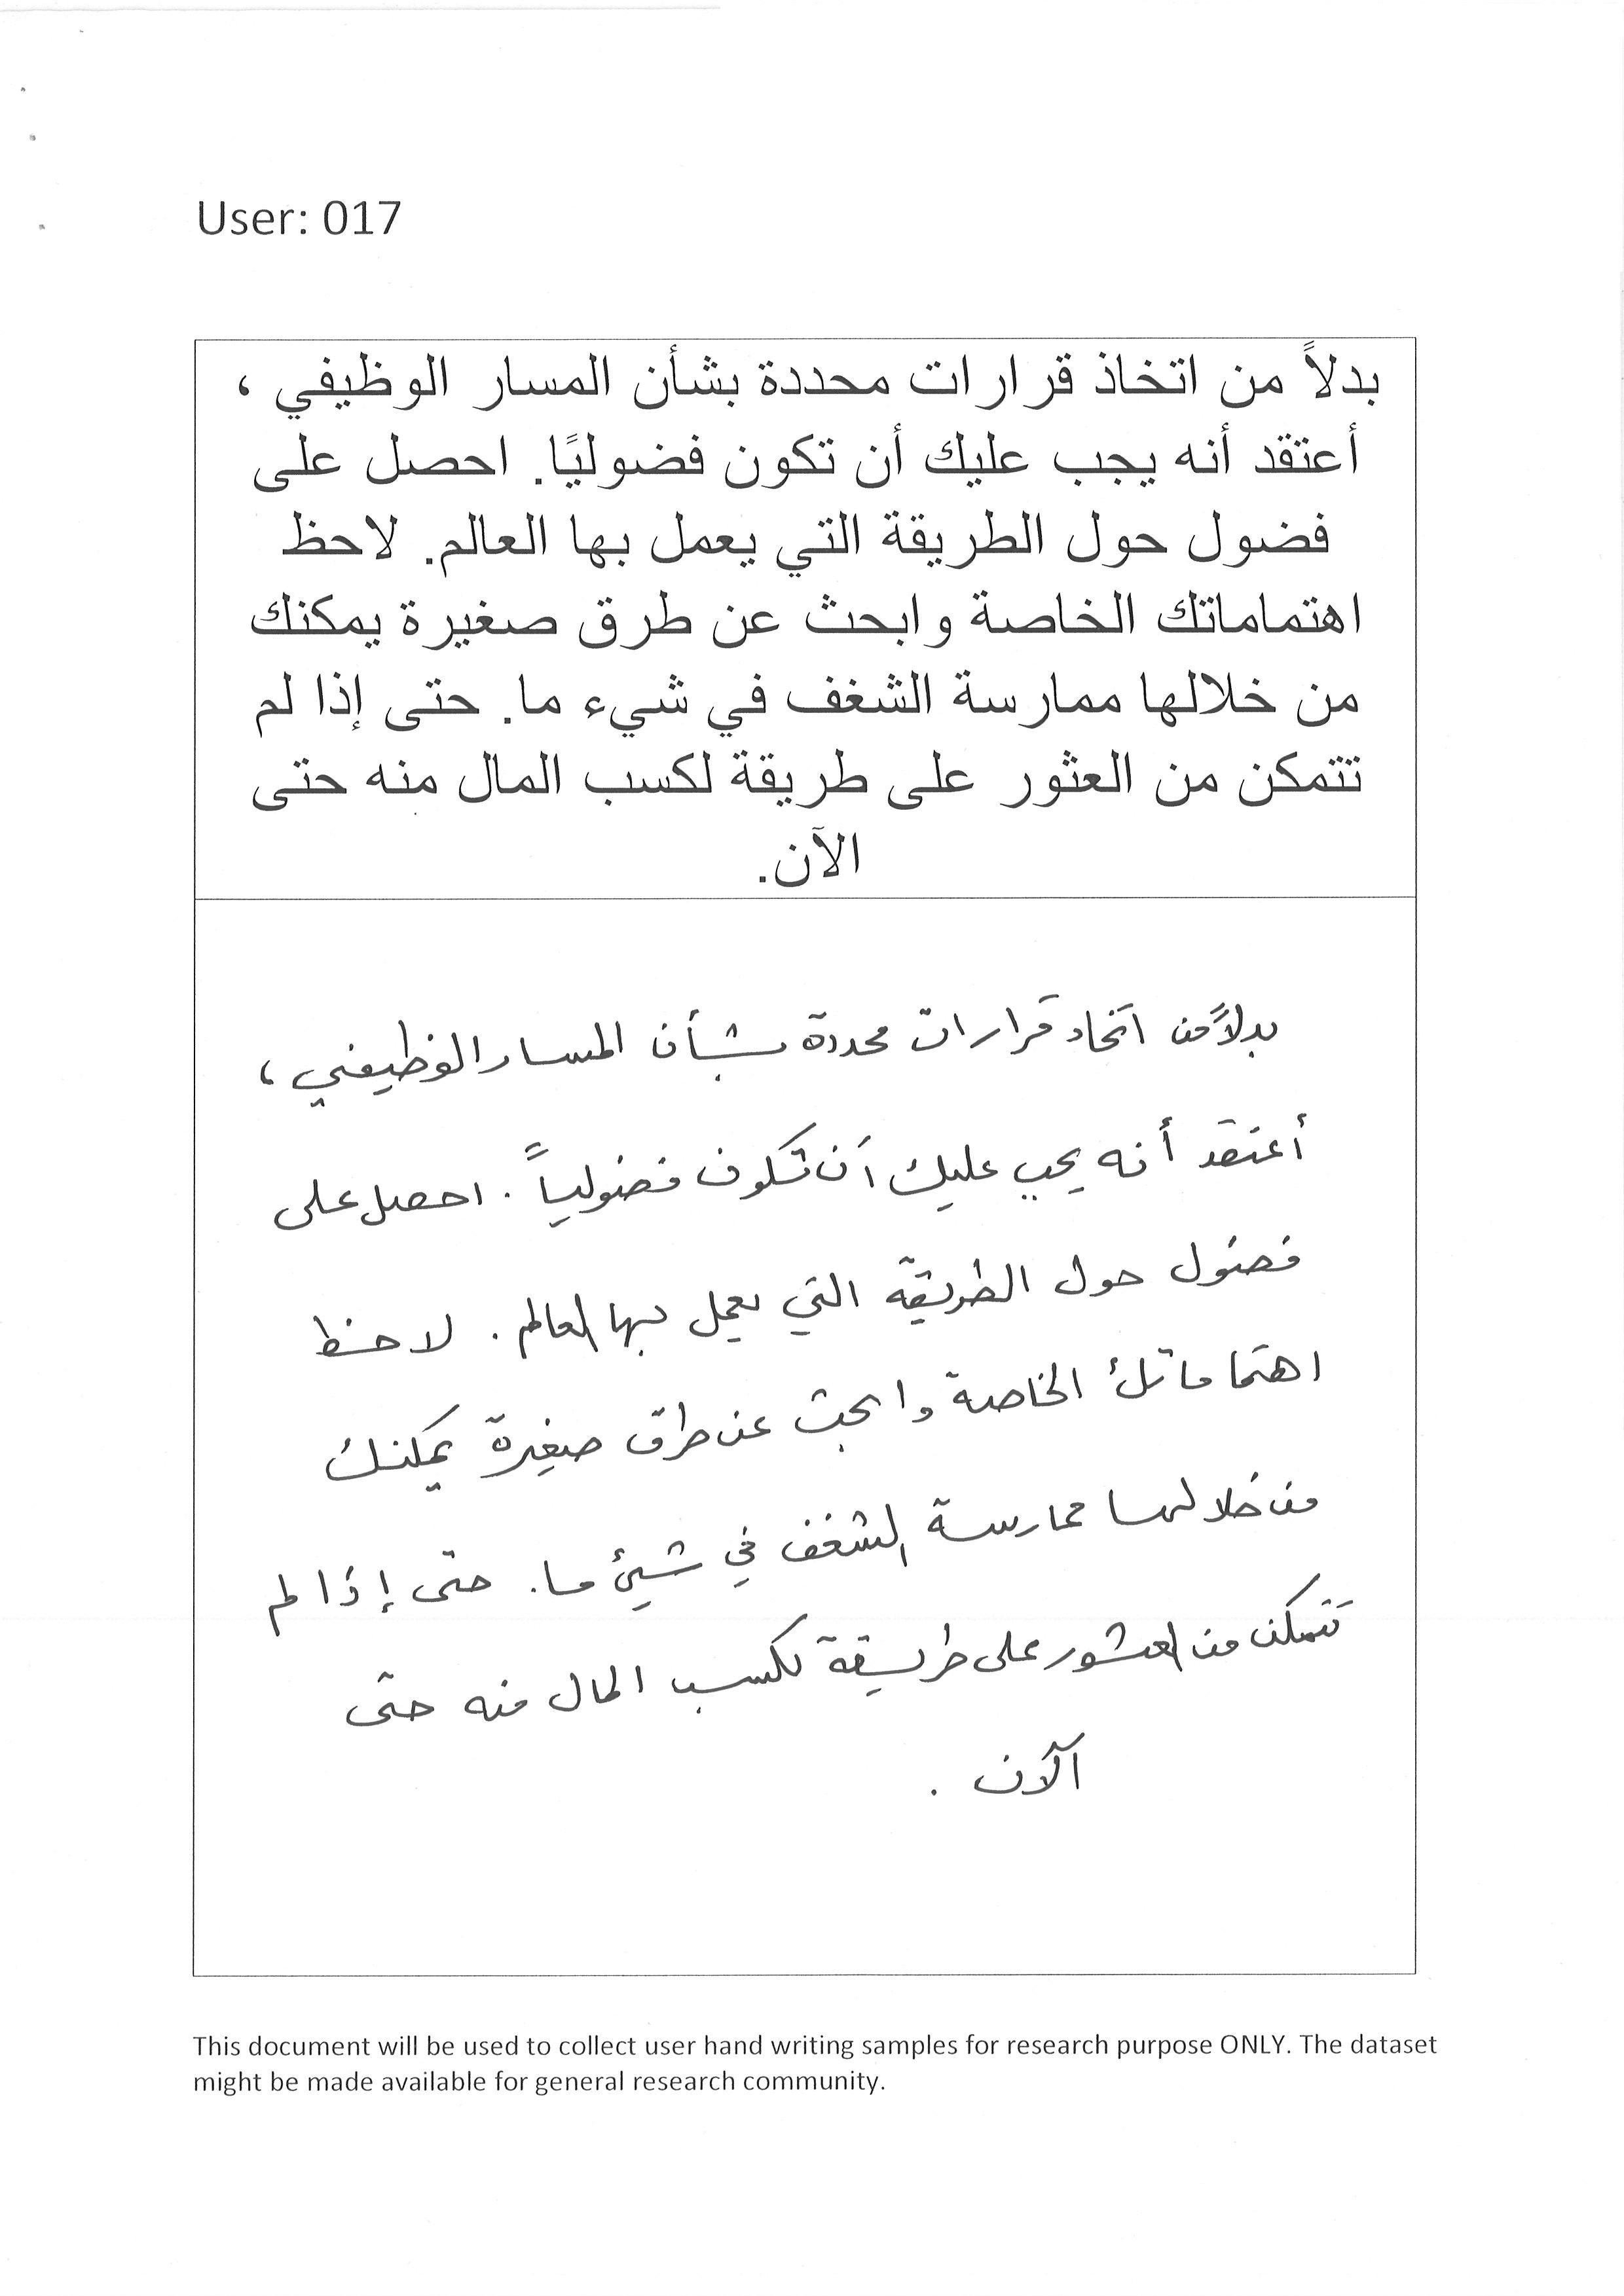 User: 017
بدلاً من اتخاذ قرارات محددة بشأن المسار الوظيفي ،
أعتقد أنه يجب عليك أن تكون فضوليًا. احصل على
فضول حول الطريقة التي يعمل بها العالم. لاحظ
اهتماماتك الخاصة وابحث عن طرق صغيرة يمكنك
من خلالها ممارسة الشغف في شيء ما. حتى إذا لم
تتمكن من العثور على طريقة لكسب المال منه حتى
الآن.
بدلاً من اتخاد قرارات محددة بشأن المسار الوظيفي ،
أعتقد أنه يجب عليك أن تكون فضولياً . احصل على
فضول حول الطريقة التي يعمل بها العالم . لاحظ
اهتماماتك الخاصة وابحث عن طرق صغيرة يمكنك
من خلالها ممارسة الشغف في شيئ ما . حتى إذا لم
تتمكن من العثور على طريقة لكسب المال منه حتى
الآن .
This document will be used to collect user hand writing samples for research purpose ONLY. The dataset
might be made available for general research community.